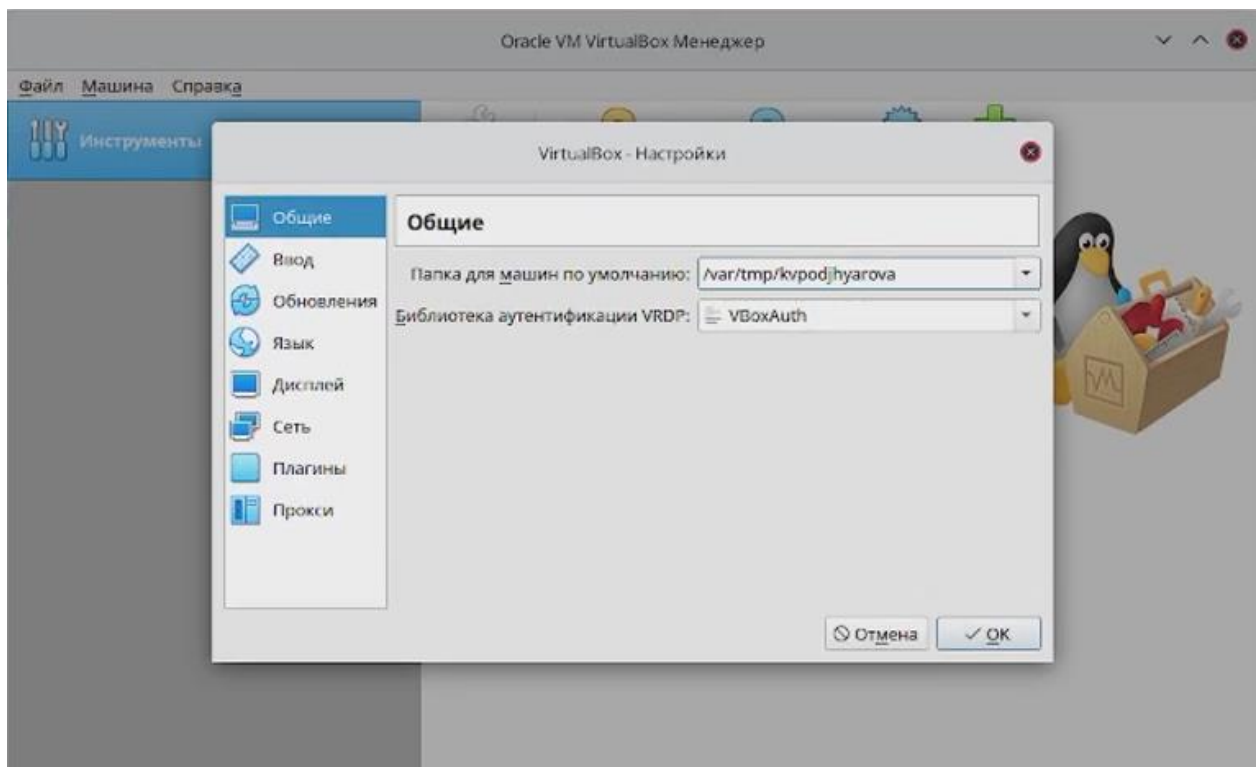 Oracle VM VirtualBox Менеджер
Файл Машина Справка
Инструменты
VirtualBox - Настройки
Общие
Ввод
Обновления
Язык
Дисплей
Сеть
Плагины
Прокси
Общие
Папка для машин по умолчанию: /var/tmp/kvpodjhyarova
Библиотека аутентификации VRDP: VBoxAuth
Отмена
OK